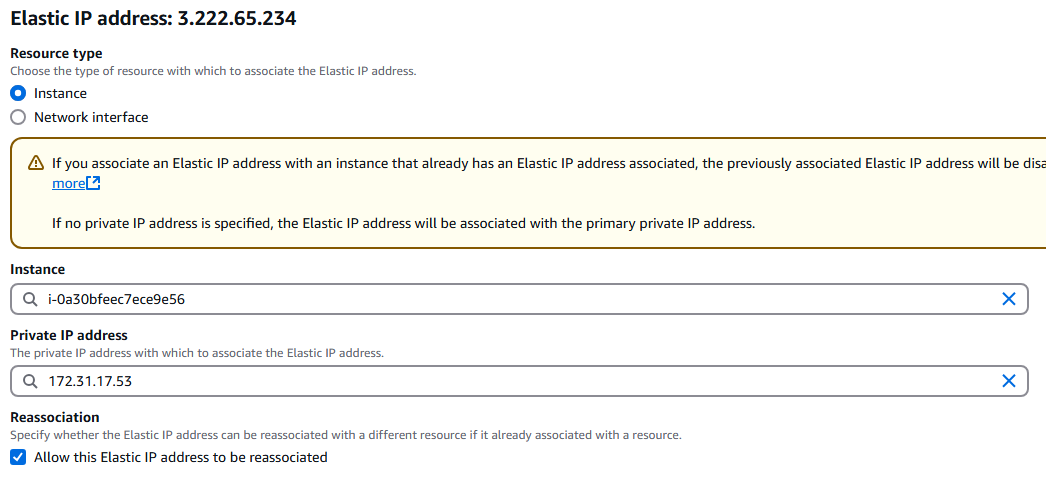 Elastic IP address: 3.222.65.234
Resource type
Choose the type of resource with which to associate the Elastic IP address.
Instance
Network interface
If you associate an Elastic IP address with an instance that already has an Elastic IP address associated, the previously associated Elastic IP address will be disa
more
If no private IP address is specified, the Elastic IP address will be associated with the primary private IP address.
Instance
i-0a30bfeec7ece9e56
Private IP address
The private IP address with which to associate the Elastic IP address.
172.31.17.53
Reassociation
Specify whether the Elastic IP address can be reassociated with a different resource if it already associated with a resource.
Allow this Elastic IP address to be reassociated